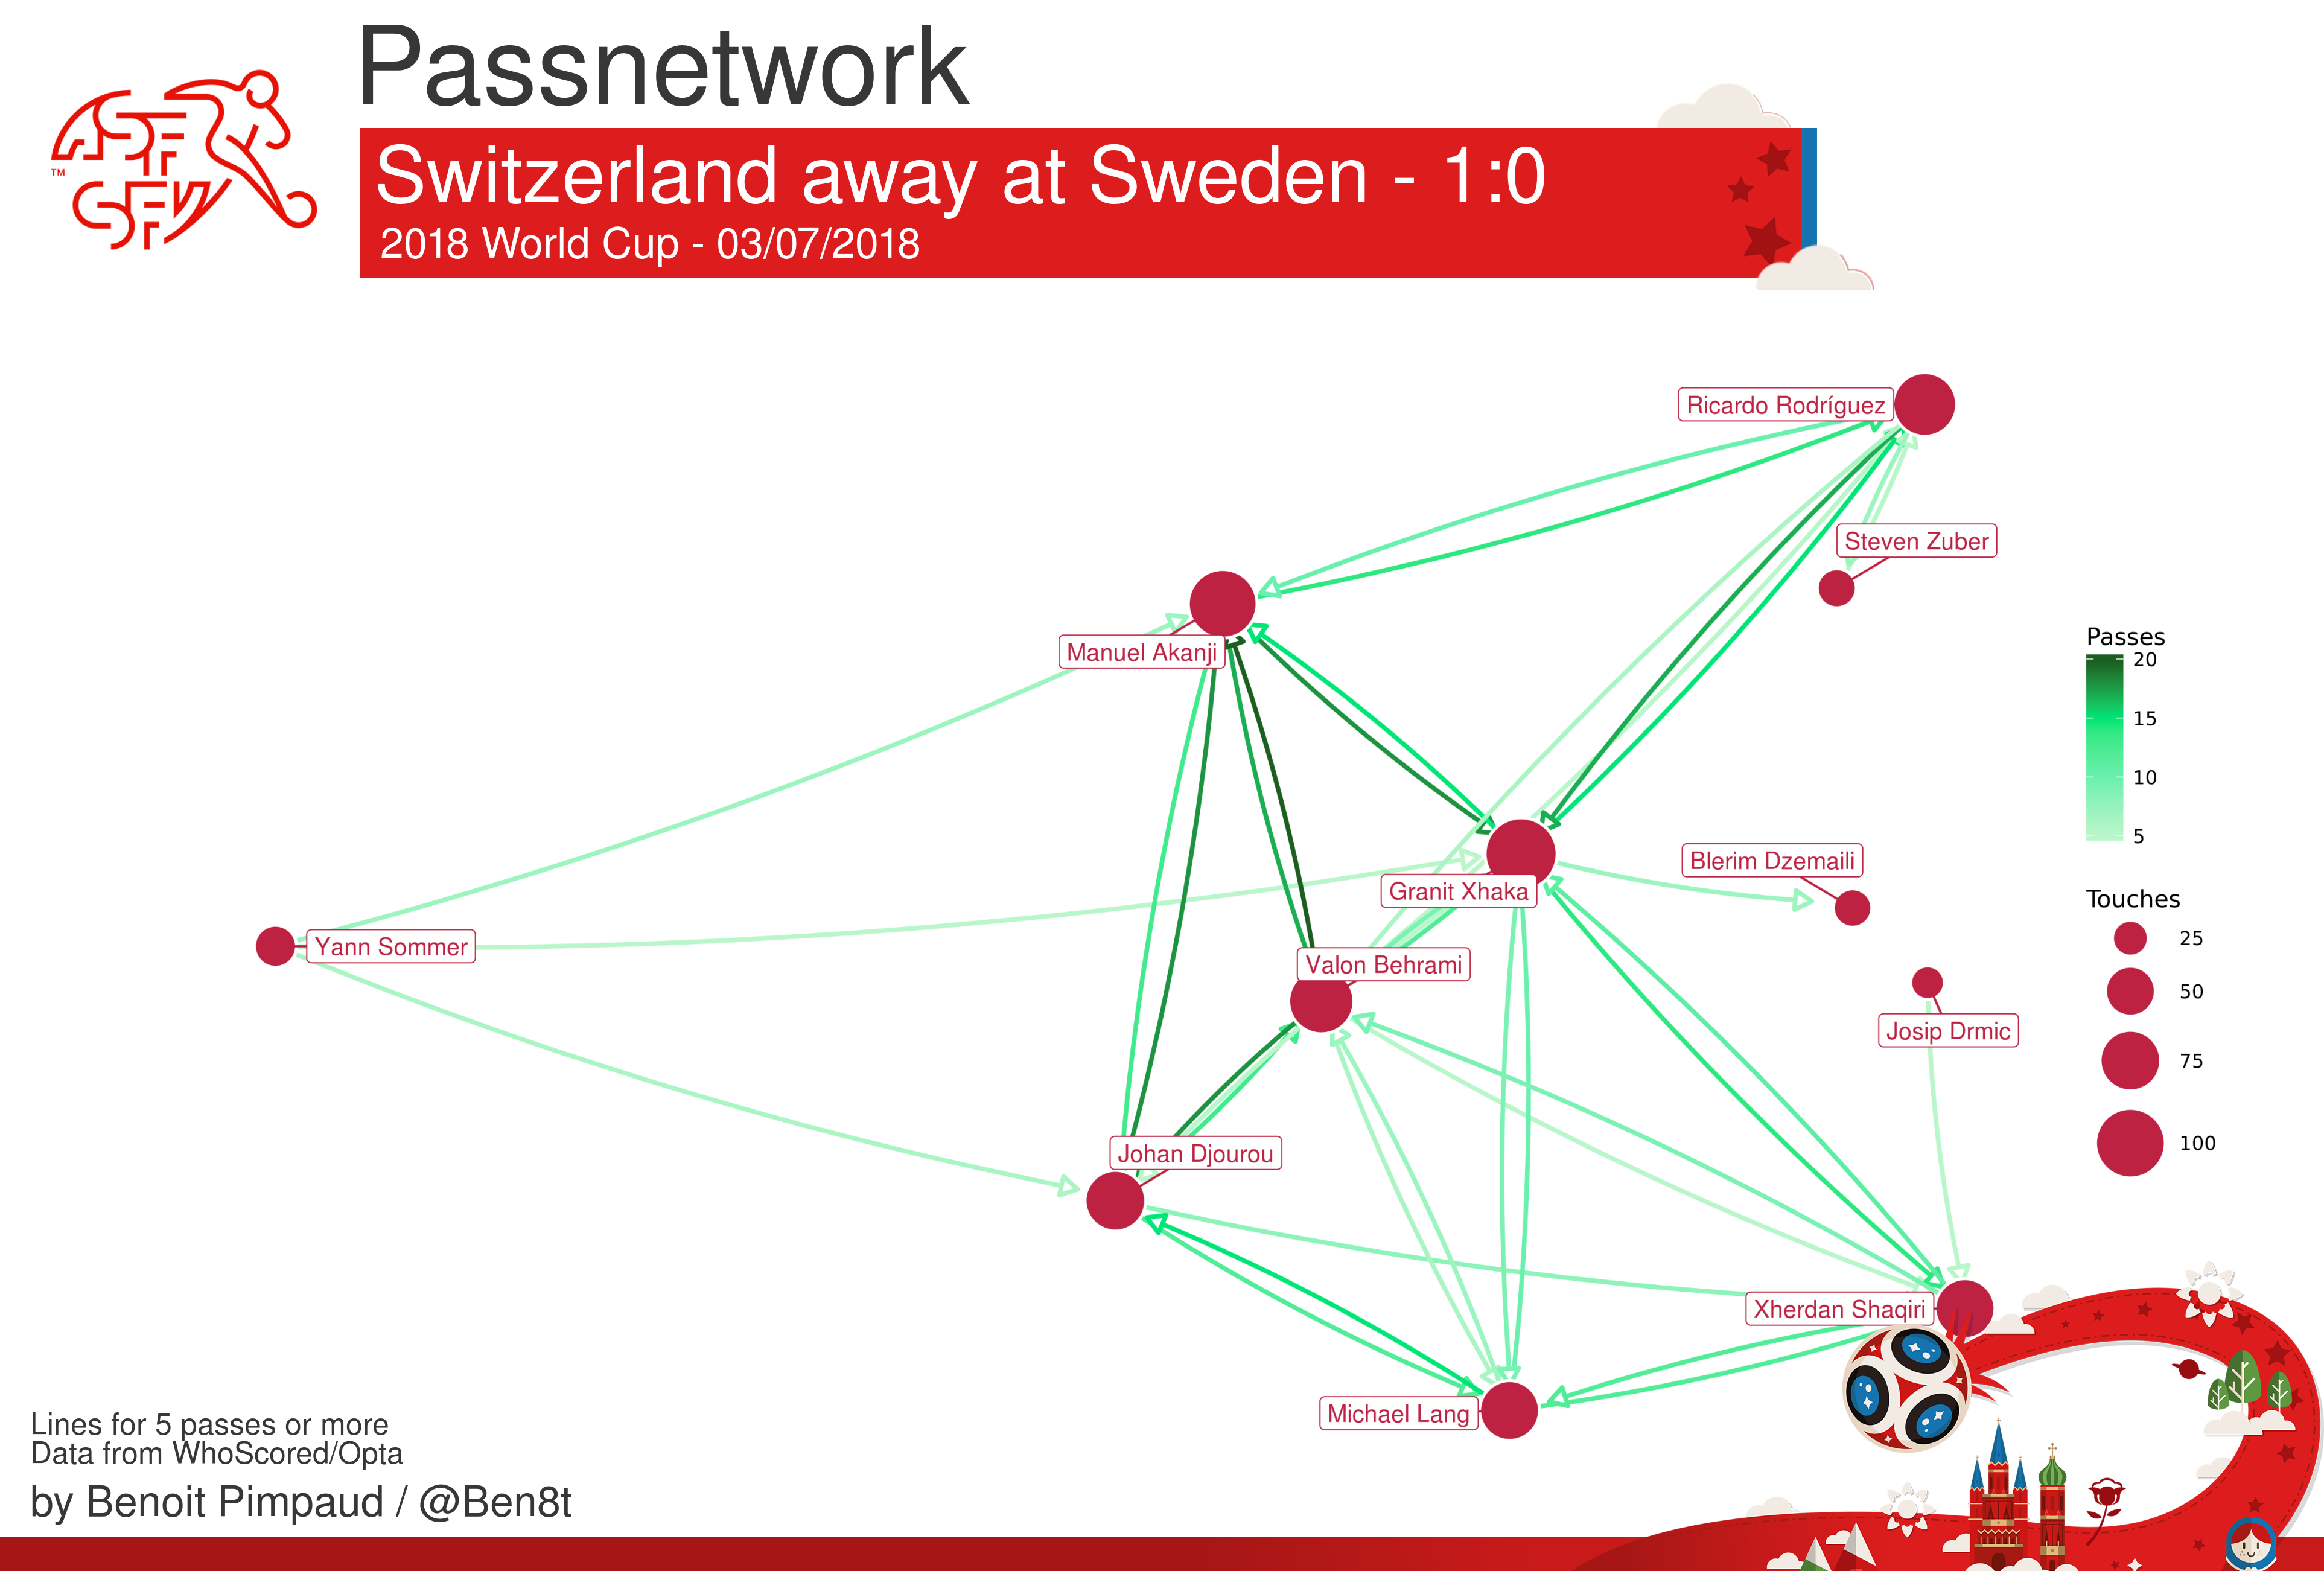 Passnetwork
Switzerland away at Sweden - 1:0
2018 World Cup - 03/07/2018
ASF
SFV
TM
Ricardo Rodríguez
Steven Zuber
Manuel Akanji
Passes
20
15
10
5
Blerim Dzemaili
Granit Xhaka
Touches
25
50
75
100
Yann Sommer
Valon Behrami
Josip Drmic
Johan Djourou
Xherdan Shaqiri
Michael Lang
Lines for 5 passes or more
Data from WhoScored/Opta
by Benoit Pimpaud / @Ben8t